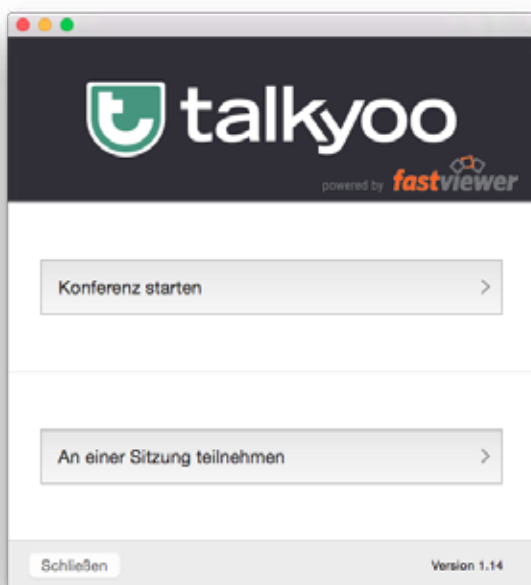 talkyoo
powered by fastviewer
Konferenz starten
An einer Sitzung teilnehmen
Schließen Version 1.14